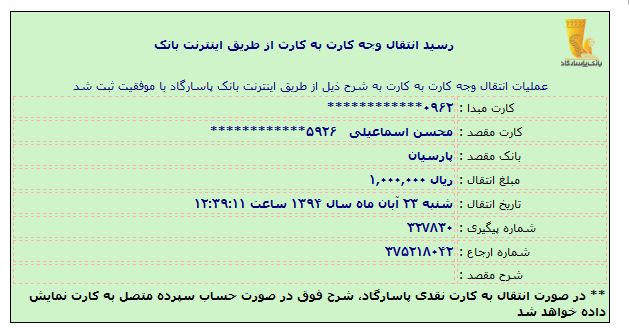 بانک پاسارگاد
رسید انتقال وجه کارت به کارت از طریق اینترنت بانک
عملیات انتقال وجه کارت به کارت به شرح ذیل از طریق اینترنت بانک پاسارگاد با موفقیت ثبت شد
کارت مبدا : ************۰۹۶۲
کارت مقصد : محسن اسماعیلی ************۵۹۲۶
بانک مقصد : پارسیان
مبلغ انتقال : ۱,۰۰۰,۰۰۰ ریال
تاریخ انتقال : شنبه ۲۳ آبان ماه سال ۱۳۹۴ ساعت ۱۲:۳۹:۱۱
شماره پیگیری : ۳۲۷۸۳۰
شماره ارجاع : ۳۷۵۲۱۸۰۴۲
شرح مقصد :
** در صورت انتقال به کارت نقدی پاسارگاد، شرح فوق در صورت حساب سپرده متصل به کارت نمایش
داده خواهد شد